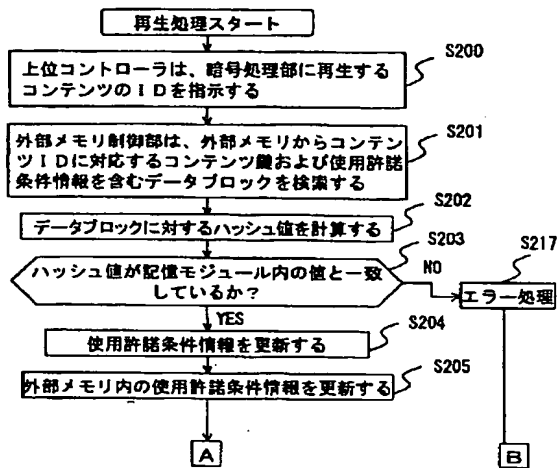 再生処理スタート
S200
上位コントローラは、暗号処理部に再生する
コンテンツのIDを指示する
S201
外部メモリ制御部は、外部メモリからコンテン
ツIDに対応するコンテンツ鍵および使用許諾
条件情報を含むデータブロックを検索する
S202
データブロックに対するハッシュ値を計算する
S203
ハッシュ値が記憶モジュール内の値と一致
しているか？
NO
S217
エラー処理
YES
S204
使用許諾条件情報を更新する
S205
外部メモリ内の使用許諾条件情報を更新する
A
B